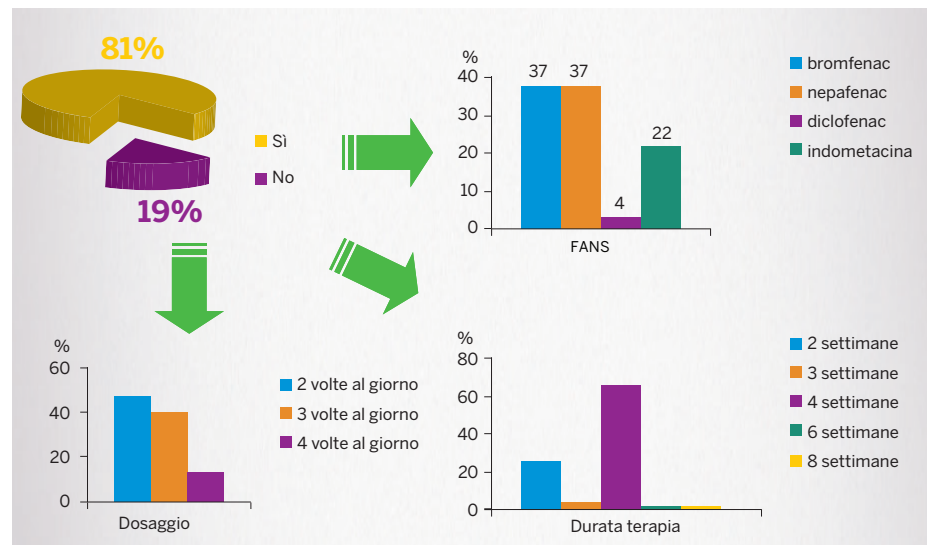 81%
Sì
No
19%
%
40
30
20
10
0
37 37
4
22
FANS
bromfenac
nepafenac
diclofenac
indometacina
%
60
40
20
0
Dosaggio
2 volte al giorno
3 volte al giorno
4 volte al giorno
%
80
60
40
20
0
Durata terapia
2 settimane
3 settimane
4 settimane
6 settimane
8 settimane